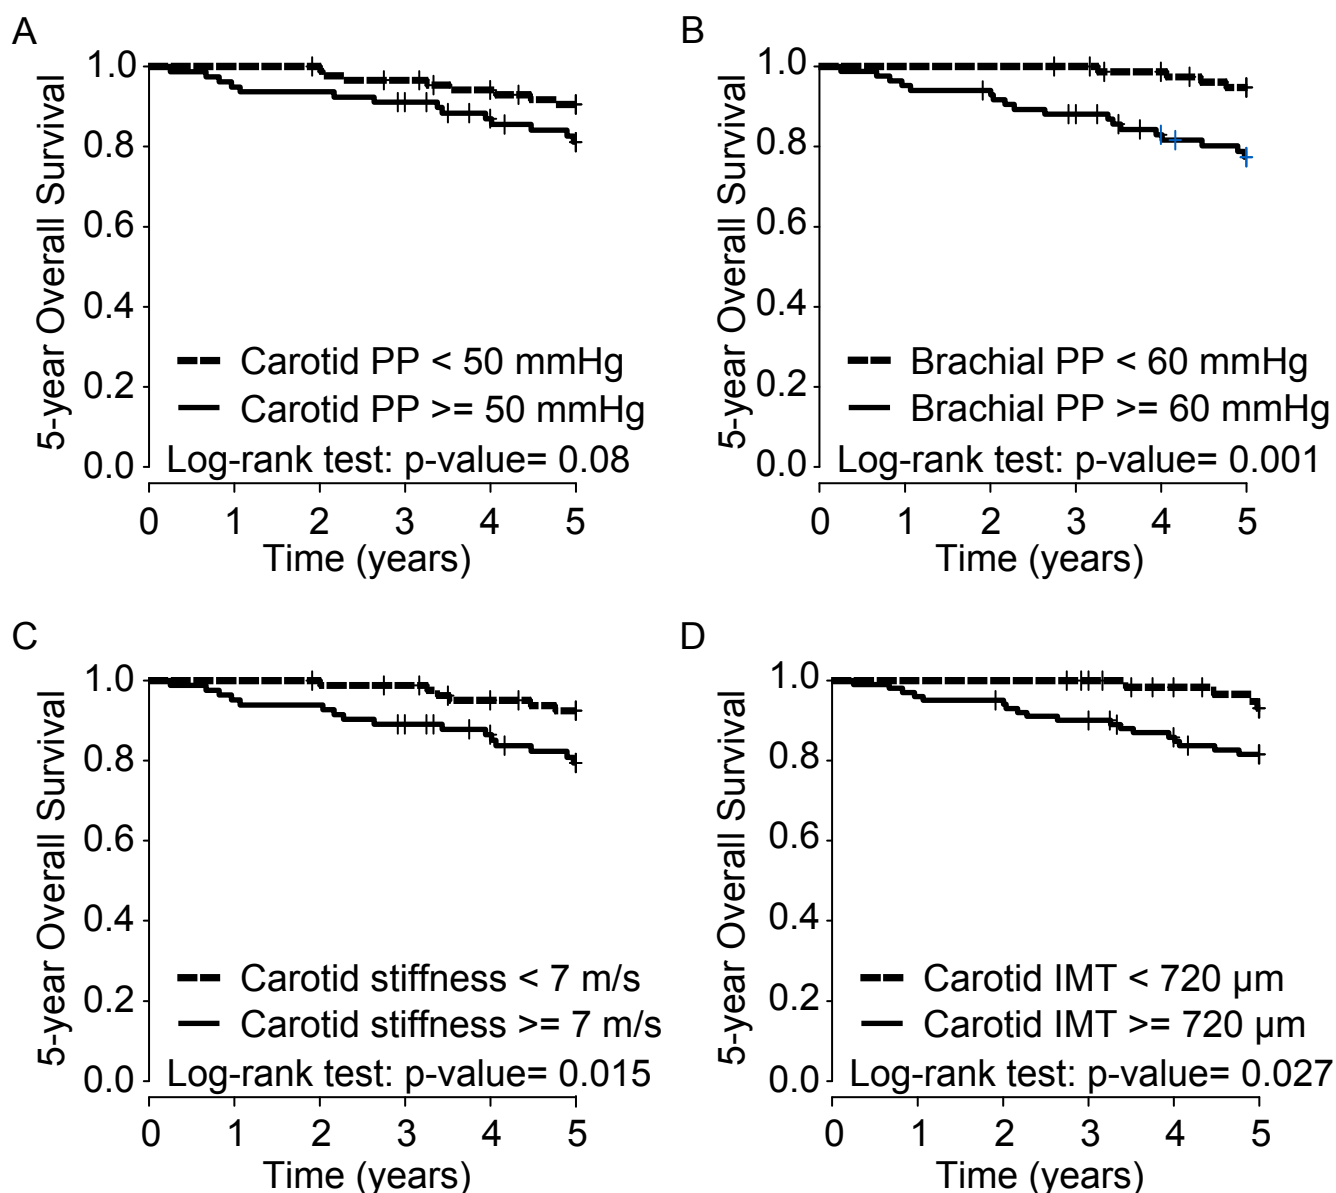 A
5-year Overall Survival
1.0
0.8
0.6
0.4
0.2
0.0
Carotid PP < 50 mmHg
Carotid PP >= 50 mmHg
Log-rank test: p-value= 0.08
0 1 2 3 4 5
Time (years)
B
5-year Overall Survival
1.0
0.8
0.6
0.4
0.2
0.0
Brachial PP < 60 mmHg
Brachial PP >= 60 mmHg
Log-rank test: p-value= 0.001
0 1 2 3 4 5
Time (years)
C
5-year Overall Survival
1.0
0.8
0.6
0.4
0.2
0.0
Carotid stiffness < 7 m/s
Carotid stiffness >= 7 m/s
Log-rank test: p-value= 0.015
0 1 2 3 4 5
Time (years)
D
5-year Overall Survival
1.0
0.8
0.6
0.4
0.2
0.0
Carotid IMT < 720 µm
Carotid IMT >= 720 µm
Log-rank test: p-value= 0.027
0 1 2 3 4 5
Time (years)